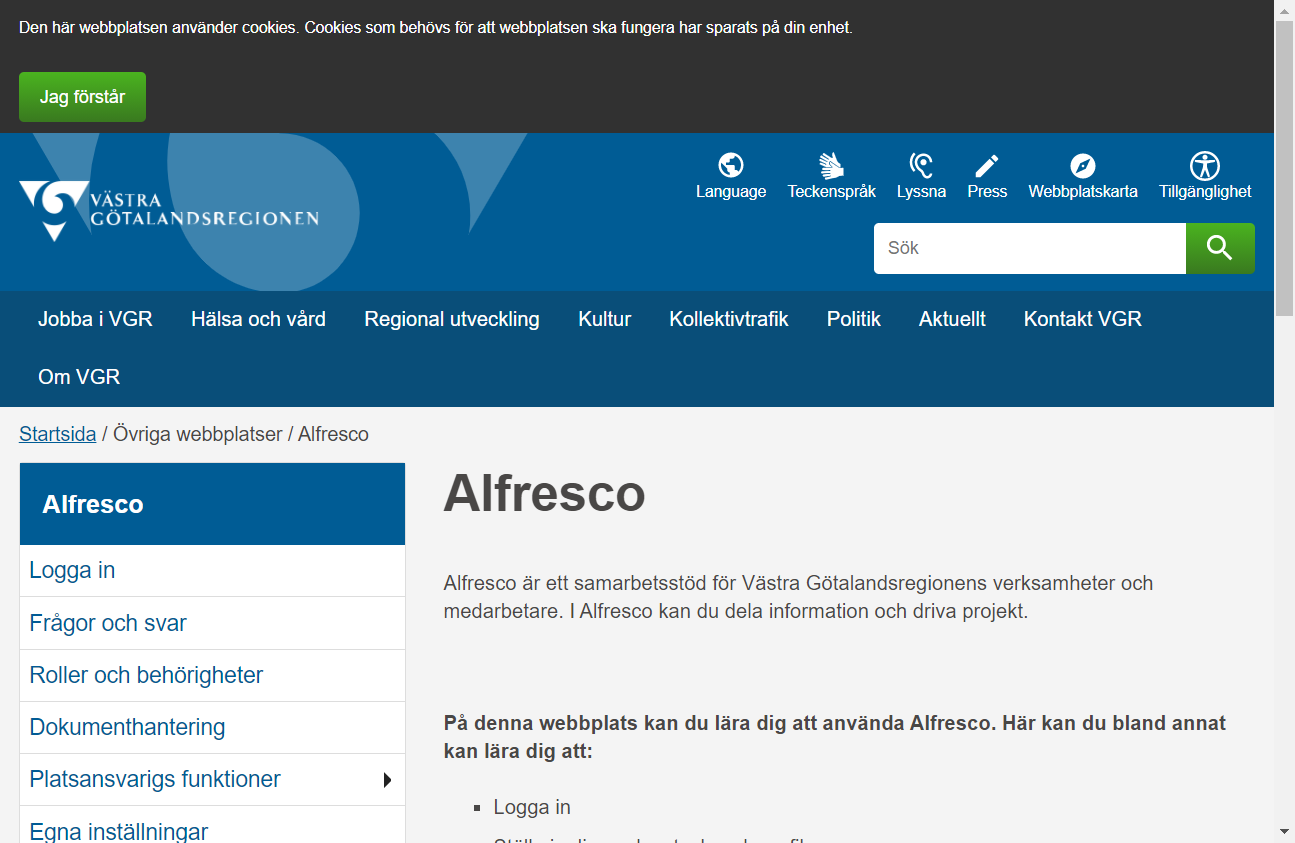 Den här webbplatsen använder cookies. Cookies som behövs för att webbplatsen ska fungera har sparats på din enhet.
Jag förstår
VÄSTRA
GÖTALANDSREGIONEN
Language
Teckenspråk
Lyssna
Press
Webbplatskarta
Tillgänglighet
Sök
Jobba i VGR
Hälsa och vård
Regional utveckling
Kultur
Kollektivtrafik
Politik
Aktuellt
Kontakt VGR
Om VGR
Startsida / Övriga webbplatser / Alfresco
Alfresco
Logga in
Frågor och svar
Roller och behörigheter
Dokumenthantering
Platsansvarigs funktioner
Egna inställningar
Alfresco
Alfresco är ett samarbetsstöd för Västra Götalandsregionens verksamheter och
medarbetare. I Alfresco kan du dela information och driva projekt.
På denna webbplats kan du lära dig att använda Alfresco. Här kan du bland annat
kan lära dig att:
Logga in